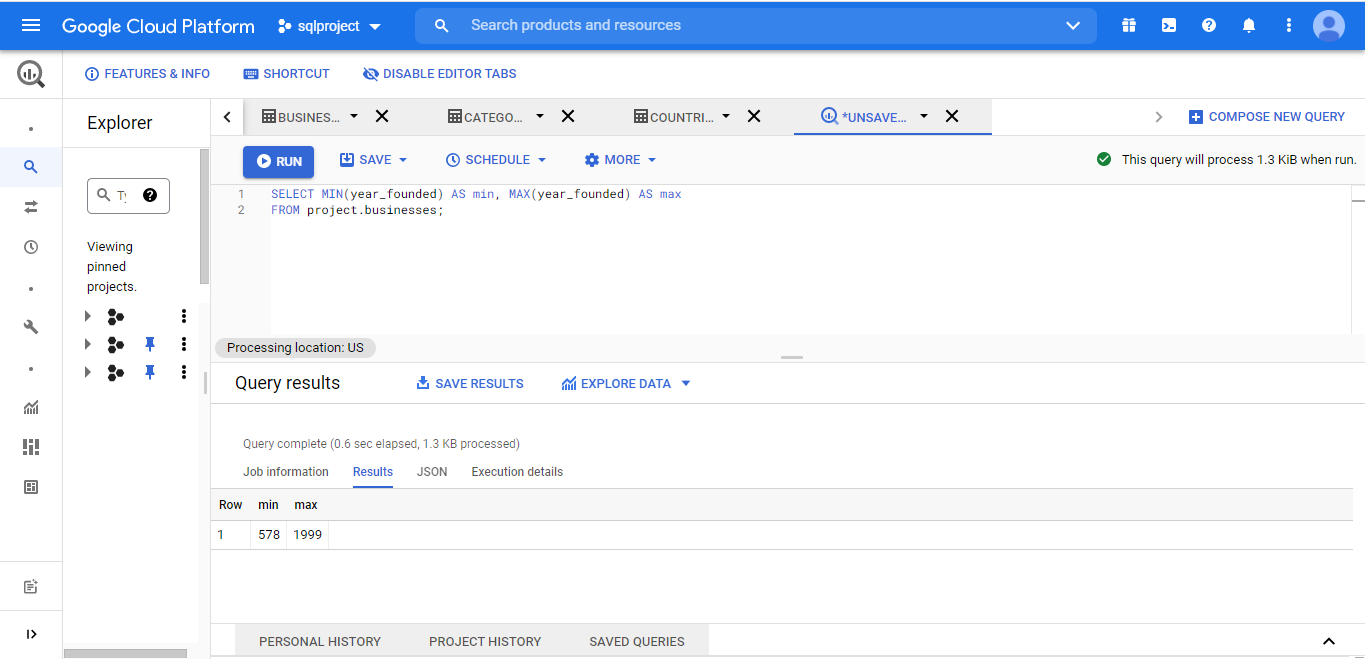 Google Cloud Platform sqlproject Search products and resources
FEATURES & INFO SHORTCUT DISABLE EDITOR TABS
Explorer
BUSINES... CATEGO... COUNTRI... *UNSAVE... COMPOSE NEW QUERY
RUN SAVE SCHEDULE MORE This query will process 1.3 KiB when run.
1 SELECT MIN(year_founded) AS min, MAX(year_founded) AS max
2 FROM project.businesses;
Viewing
pinned
projects.
Processing location: US
Query results SAVE RESULTS EXPLORE DATA
Query complete (0.6 sec elapsed, 1.3 KB processed)
Job information Results JSON Execution details
Row min max
1 578 1999
PERSONAL HISTORY PROJECT HISTORY SAVED QUERIES